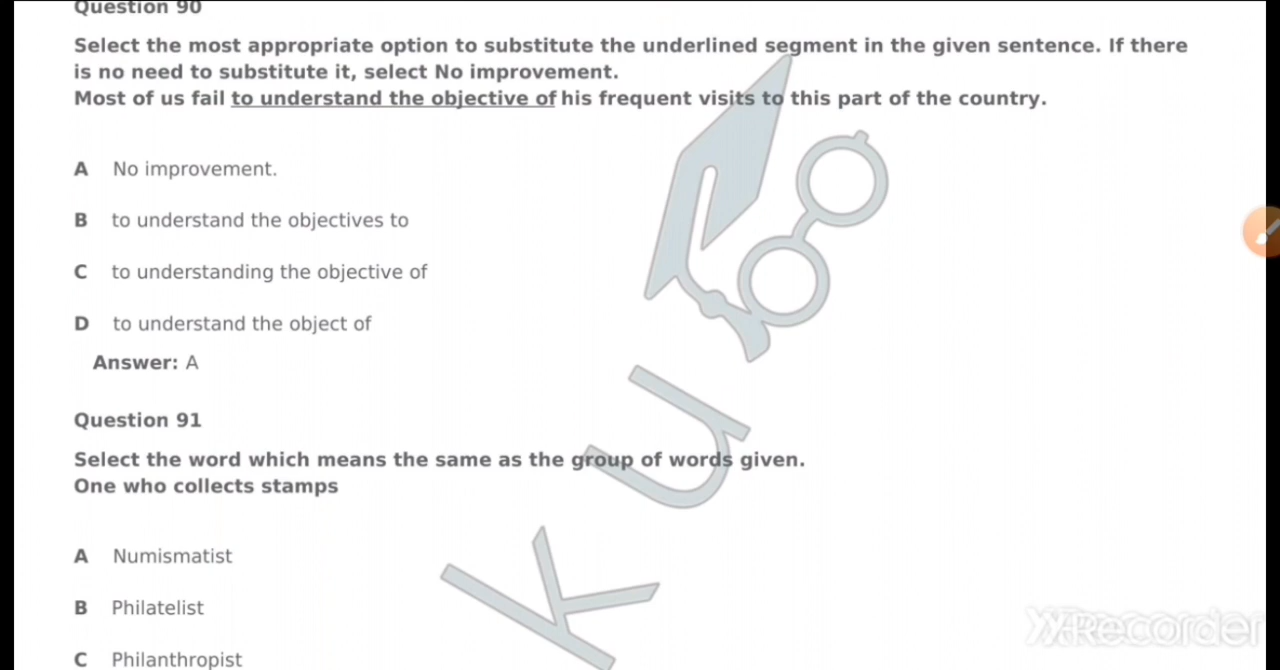 Question 90
Select the most appropriate option to substitute the underlined segment in the given sentence. If there
is no need to substitute it, select No improvement.
Most of us fail to understand the objective of his frequent visits to this part of the country.
A No improvement.
B to understand the objectives to
C to understanding the objective of
D to understand the object of
Answer: A
Question 91
Select the word which means the same as the group of words given.
One who collects stamps
A Numismatist
B Philatelist
C Philanthropist
k u
Recorder